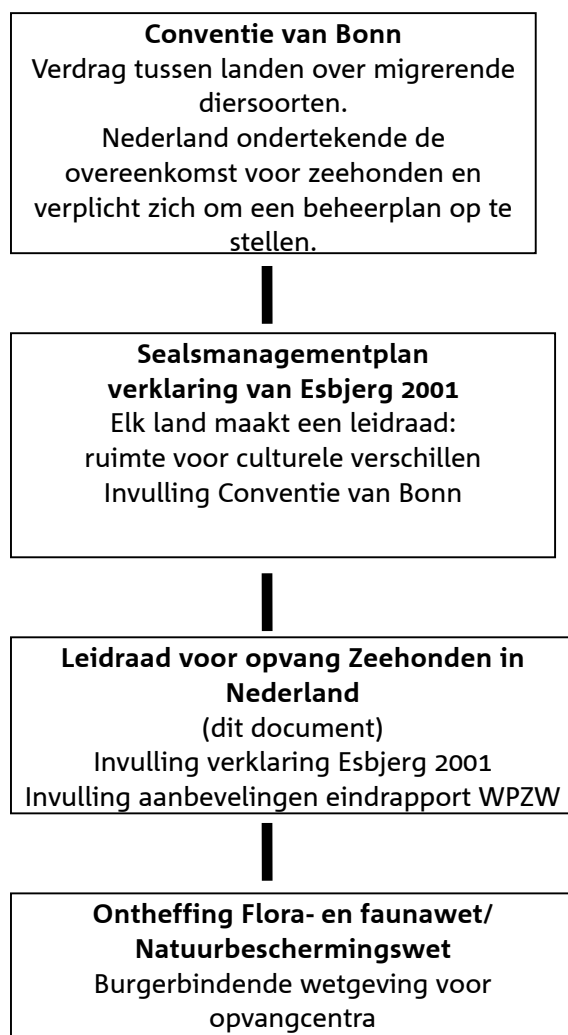 Conventie van Bonn
Verdrag tussen landen over migrerende
diersoorten.
Nederland ondertekende de
overeenkomst voor zeehonden en
verplicht zich om een beheerplan op te
stellen.
Sealsmanagementplan
verklaring van Esbjerg 2001
Elk land maakt een leidraad:
ruimte voor culturele verschillen
Invulling Conventie van Bonn
Leidraad voor opvang Zeehonden in
Nederland
(dit document)
Invulling verklaring Esbjerg 2001
Invulling aanbevelingen eindrapport WPZW
Ontheffing Flora- en faunawet/
Natuurbeschermingswet
Burgerbindende wetgeving voor
opvangcentra